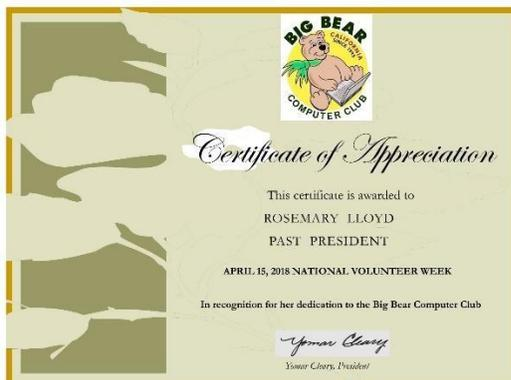 BIG BEAR
CALIFORNIA
COMPUTER CLUB
Certificate of Appreciation
This certificate is awarded to
ROSEMARY LLOYD
PAST PRESIDENT
APRIL 15, 2018 NATIONAL VOLUNTEER WEEK
In recognition for her dedication to the Big Bear Computer Club
Yomar Cleary
Yomar Cleary, President